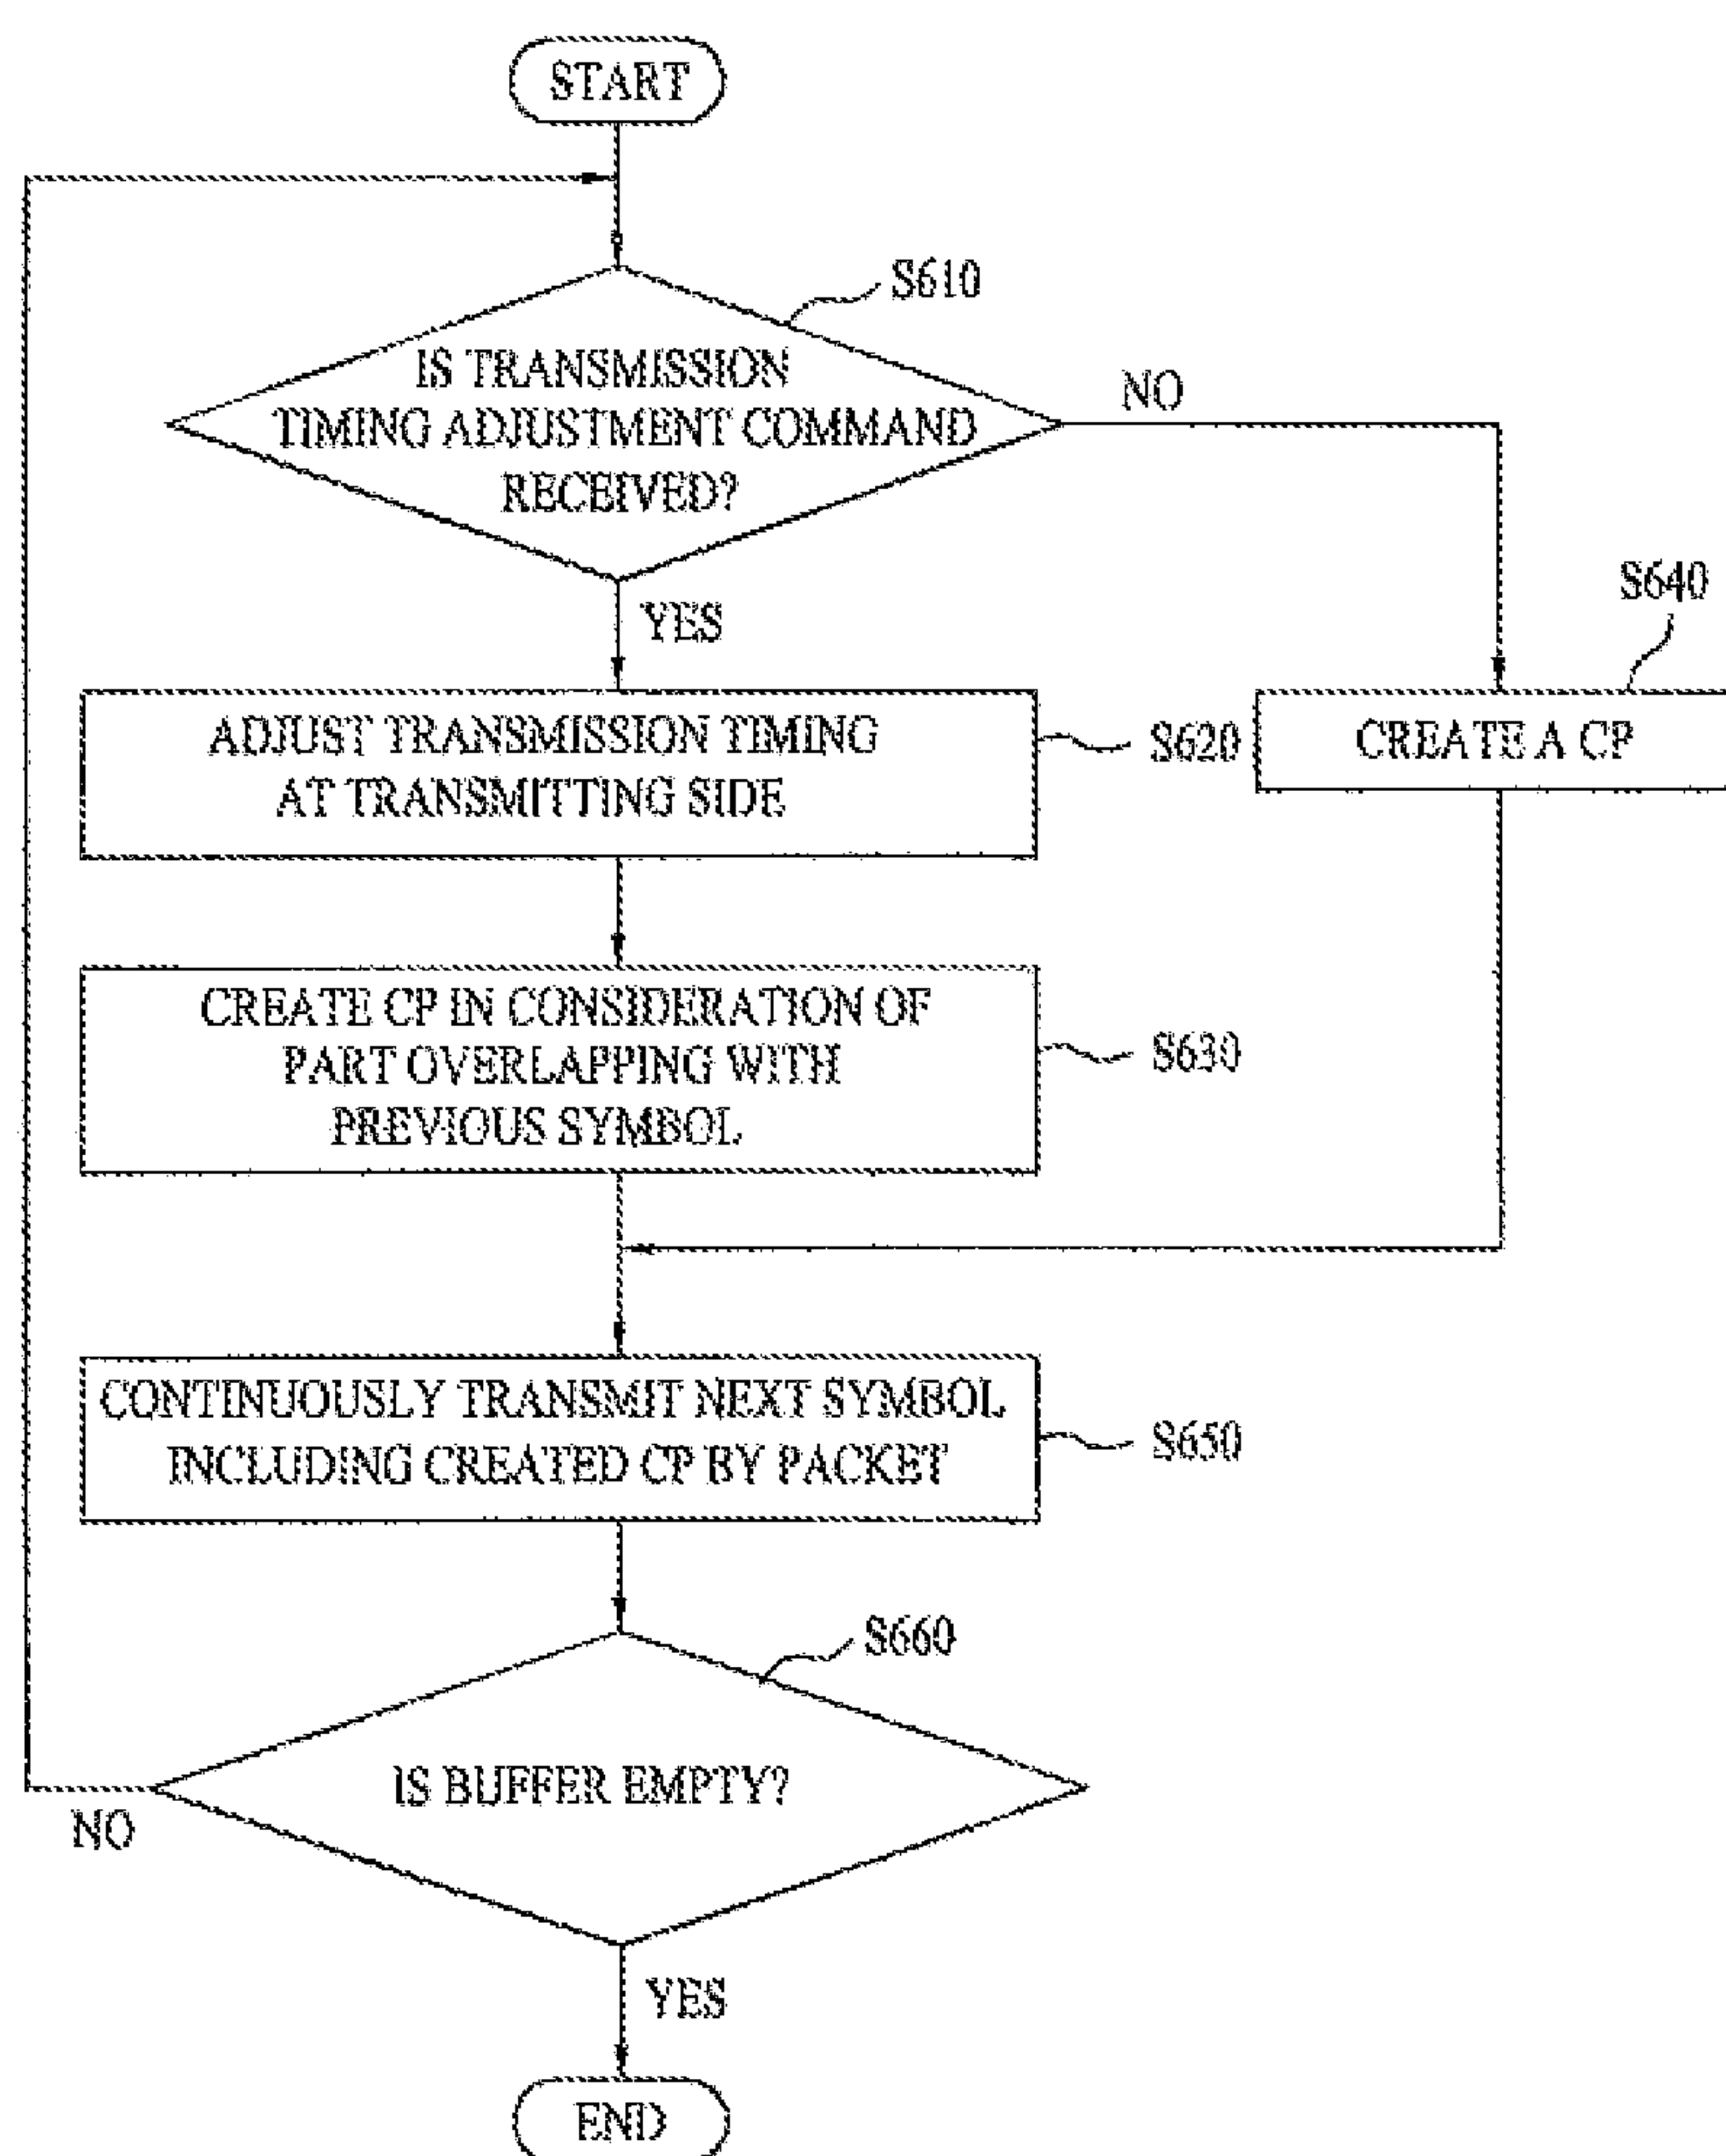 START
S610
IS TRANSMISSION
TIMING ADJUSTMENT COMMAND
RECEIVED?
NO
YES
S640
ADJUST TRANSMISSION TIMING
AT TRANSMITTING SIDE
S620
CREATE A CP
CREATE CP IN CONSIDERATION OF
PART OVERLAPPING WITH
PREVIOUS SYMBOL
S630
CONTINUOUSLY TRANSMIT NEXT SYMBOL
INCLUDING CREATED CP BY PACKET
S650
S660
IS BUFFER EMPTY?
NO
YES
END